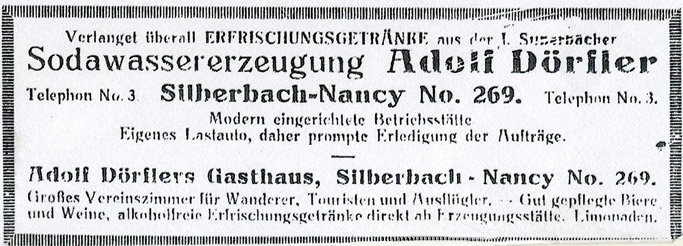 Verlanget überall ERFRISCHUNGSGETRÄNKE aus der I.
Sodawassererzeugung Adolf Dörfler
Telephon No. 3. Silberbach-Nancy No. 269. Telephon No. 3.
Modern eingerichtete Betriebsstätte
Eigenes Lastauto, daher prompte Erledigung der Aufträge.
Adolf Dörflers Gasthaus, Silberbach - Nancy No. 269.
Großes Vereinszimmer für Wanderer, Touristen und Ausflügler. -- Gut gepflegte Biere
und Weine, alkoholfreie Erfrischungsgetränke direkt ab Erzeugungsstätte. Limonaden.